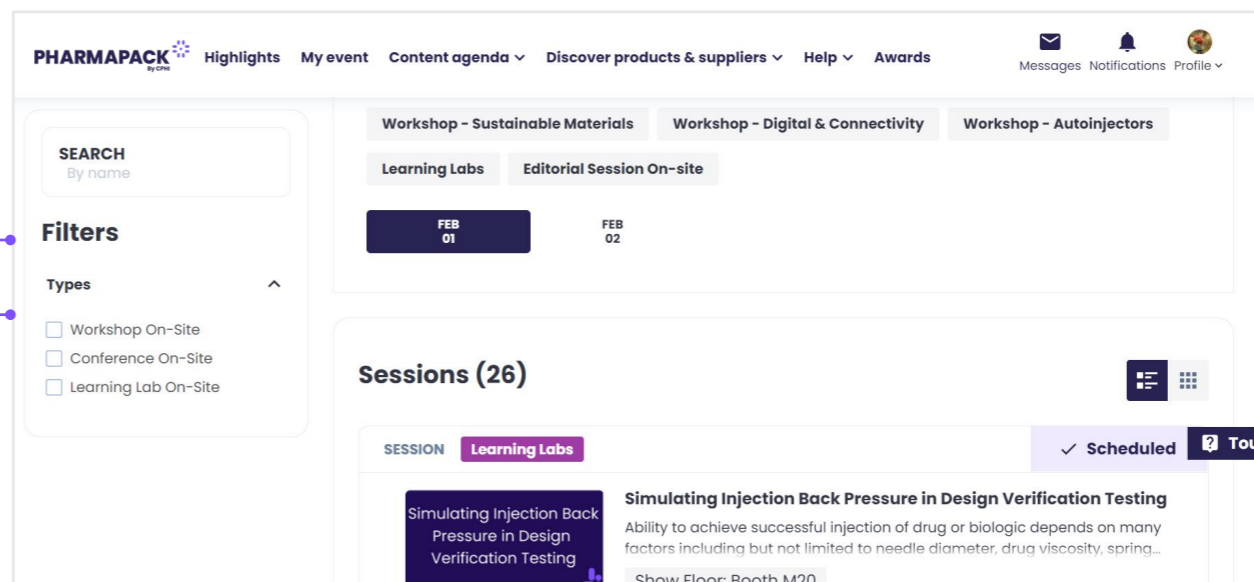 PHARMAPACK
By CPHI
Highlights My event Content agenda Discover products & suppliers Help Awards
Messages Notifications Profile
SEARCH
By name
Filters
Types
Workshop On-Site
Conference On-Site
Learning Lab On-Site
Workshop - Sustainable Materials Workshop - Digital & Connectivity Workshop - Autoinjectors
Learning Labs Editorial Session On-site
FEB
01
FEB
02
Sessions (26)
SESSION Learning Labs Scheduled
Simulating Injection Back
Pressure in Design
Verification Testing
Simulating Injection Back Pressure in Design Verification Testing
Ability to achieve successful injection of drug or biologic depends on many
factors including but not limited to needle diameter, drug viscosity, spring...
Show Floor: Booth M20